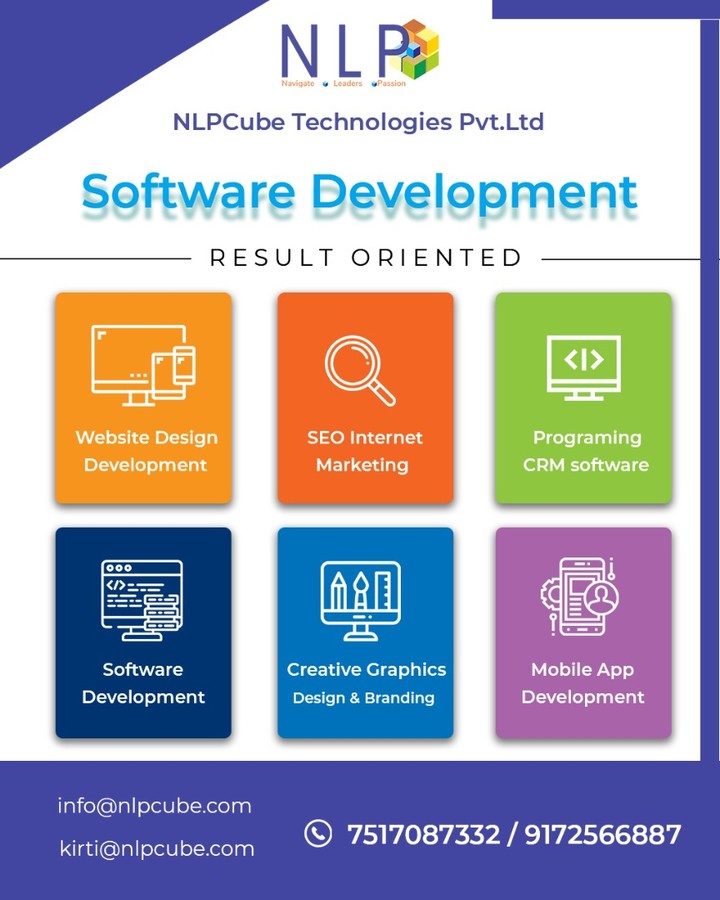 NLP
Navigate Leaders Passion
NLPCube Technologies Pvt.Ltd
Software Development
RESULT ORIENTED
Website Design
Development
SEO Internet
Marketing
Programing
CRM software
Software
Development
Creative Graphics
Design & Branding
Mobile App
Development
info@nlpcube.com
kirti@nlpcube.com
7517087332 / 9172566887